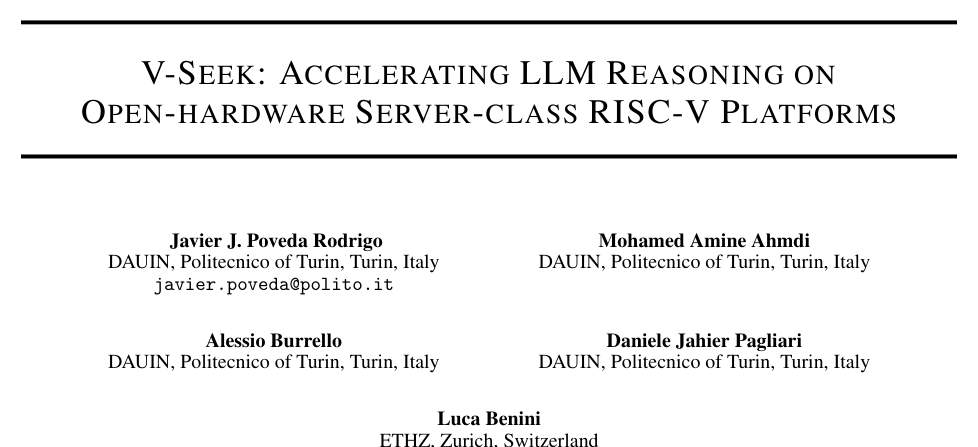 V-SEEK: ACCELERATING LLM REASONING ON
OPEN-HARDWARE SERVER-CLASS RISC-V PLATFORMS
Javier J. Poveda Rodrigo
DAUIN, Politecnico of Turin, Turin, Italy
javier.poveda@polito.it
Mohamed Amine Ahmdi
DAUIN, Politecnico of Turin, Turin, Italy
Alessio Burrello
DAUIN, Politecnico of Turin, Turin, Italy
Daniele Jahier Pagliari
DAUIN, Politecnico of Turin, Turin, Italy
Luca Benini
ETHZ, Zurich, Switzerland